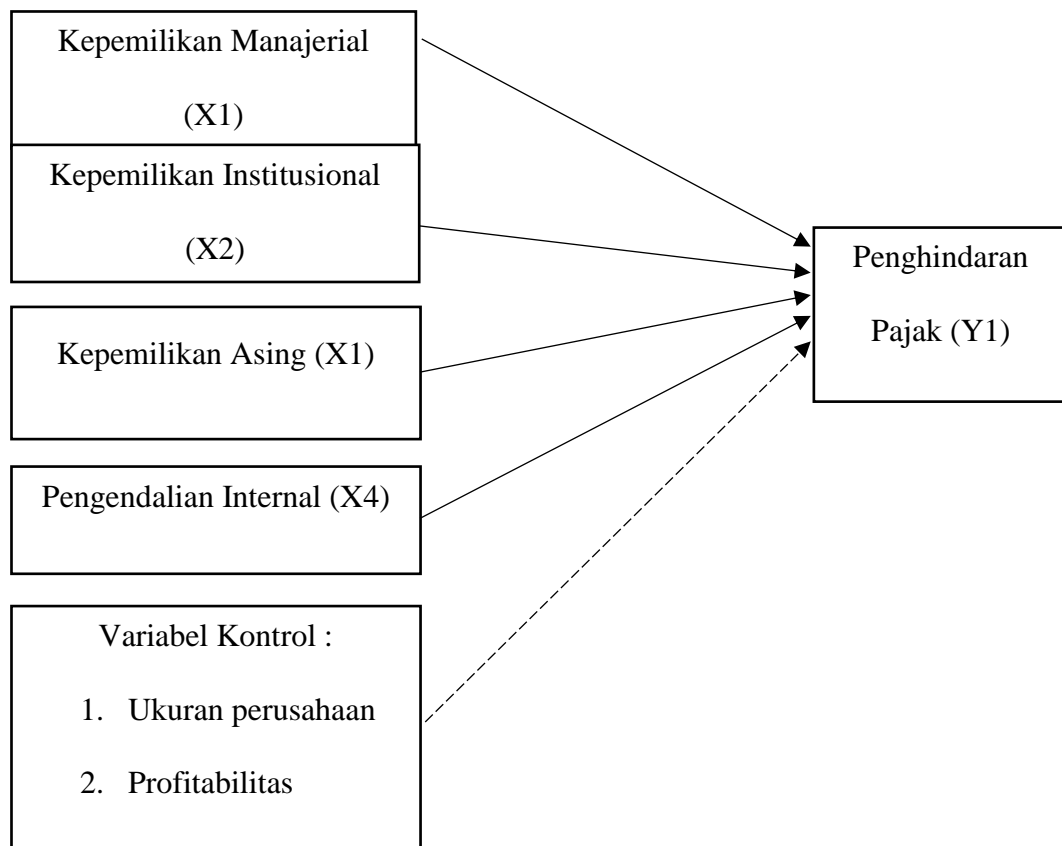 Kepemilikan Manajerial
(X1)
Kepemilikan Institusional
(X2)
Kepemilikan Asing (X1)
Pengendalian Internal (X4)
Variabel Kontrol :
1. Ukuran perusahaan
2. Profitabilitas
Penghindaran
Pajak (Y1)